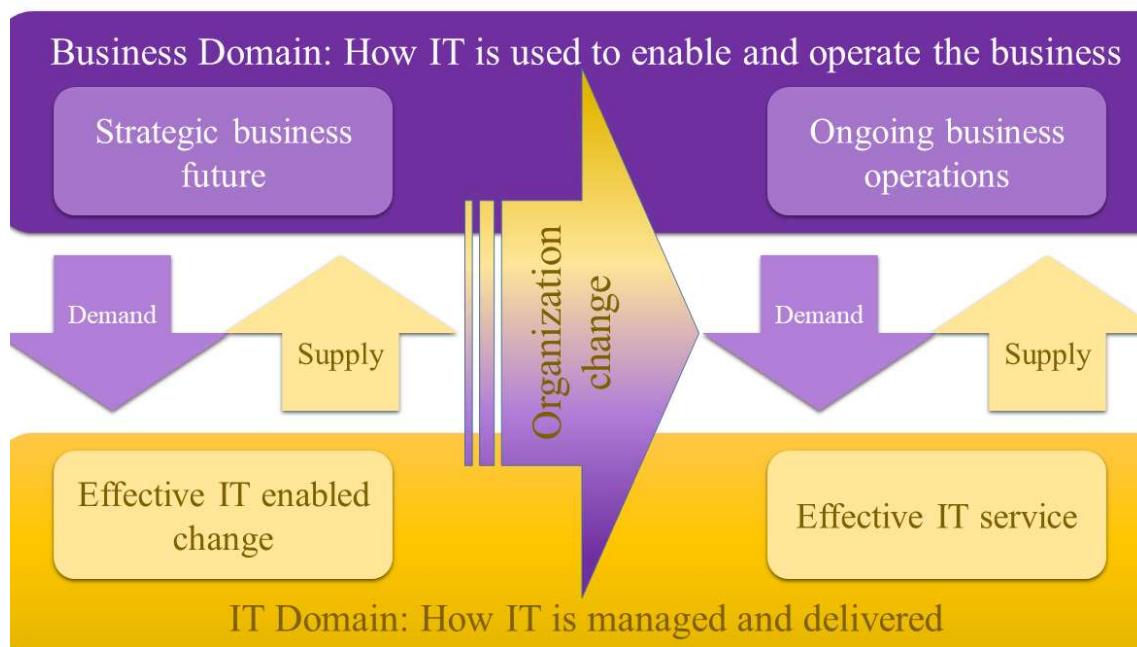 Business Domain: How IT is used to enable and operate the business
Strategic business
future
Ongoing business
operations
Demand
Supply
Organization
change
Demand
Supply
Effective IT enabled
change
Effective IT service
IT Domain: How IT is managed and delivered